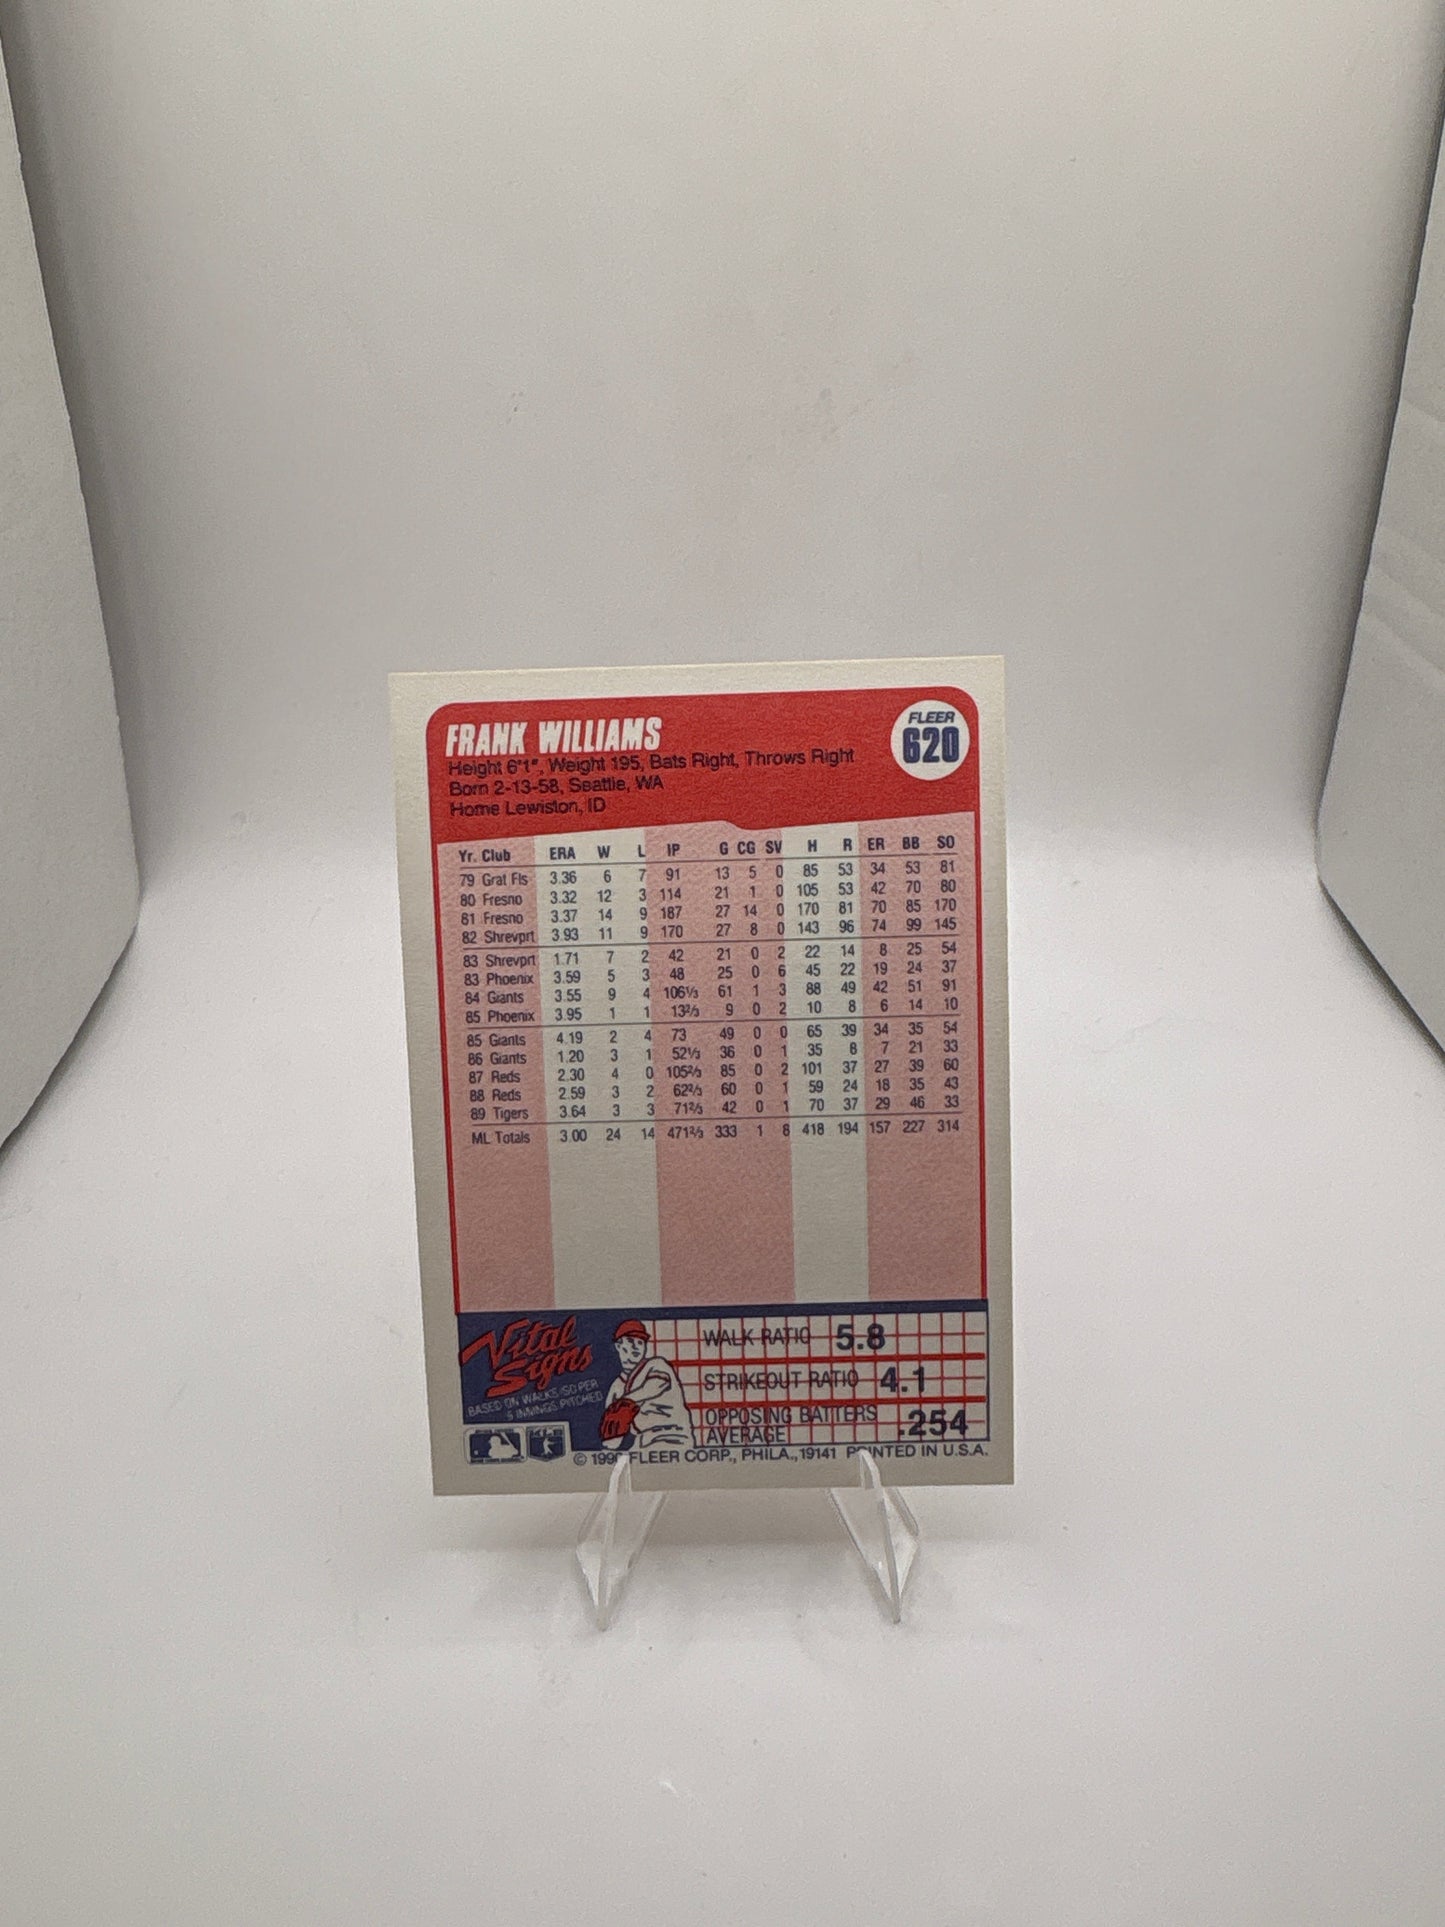 FRANK WILLIAMS
Height 6'1", Weight 195, Bats Right, Throws Right
Born 2-13-58, Seattle, WA
Home Lewiston, ID
FLEER
620
Yr. Club ERA W L IP G CG SV H R ER BB SO
79 Grat Fls 3.36 6 7 91 13 5 0 85 53 34 53 81
80 Fresno 3.32 12 3 114 21 1 0 105 53 42 70 80
81 Fresno 3.37 14 9 187 27 14 0 170 81 70 85 170
82 Shrevprt 3.93 11 9 170 27 8 0 143 96 74 99 145
83 Shrevprt 1.71 7 2 42 21 0 2 22 14 8 25 54
83 Phoenix 3.59 5 3 48 25 0 6 45 22 19 24 37
84 Giants 3.55 9 4 106⅓ 61 1 3 88 49 42 51 91
85 Phoenix 3.95 1 1 13⅔ 9 0 2 10 8 6 14 10
85 Giants 4.19 2 4 73 49 0 0 65 39 34 35 54
86 Giants 1.20 3 1 52⅓ 36 0 1 35 8 7 21 33
87 Reds 2.30 4 0 105⅔ 85 0 2 101 37 27 39 60
88 Reds 2.59 3 2 62⅔ 60 0 1 59 24 18 35 43
89 Tigers 3.64 3 3 71⅔ 42 0 1 70 37 29 46 33
ML Totals 3.00 24 14 471⅔ 333 1 8 418 194 157 227 314
Vital Signs
BASED ON WALKS/SO PER
INNINGS PITCHED
WALK RATIO 5.8
STRIKEOUT RATIO 4.1
OPPOSING BATTERS
AVERAGE .254
© 1990 FLEER CORP., PHILA., 19141 PRINTED IN U.S.A.